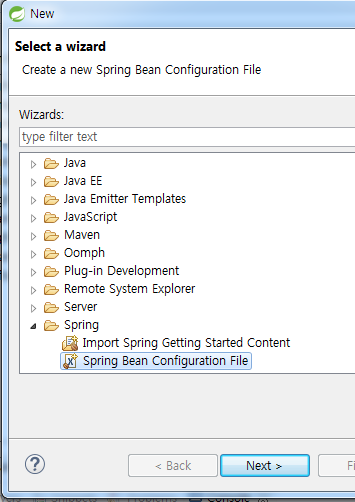 New
Select a wizard
Create a new Spring Bean Configuration File
Wizards:
type filter text
Java
Java EE
Java Emitter Templates
JavaScript
Maven
Oomph
Plug-in Development
Remote System Explorer
Server
Spring
Import Spring Getting Started Content
Spring Bean Configuration File
? < Back Next > Fi